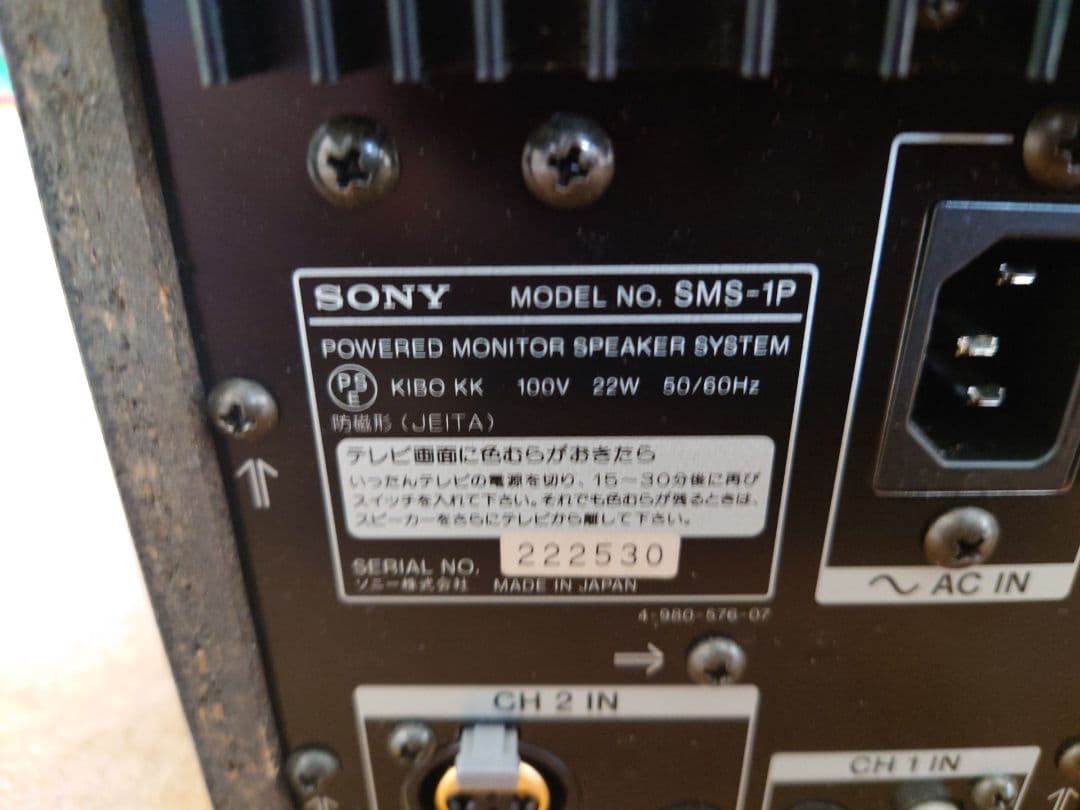 SONY MODEL NO. SMS-1P
POWERED MONITOR SPEAKER SYSTEM
PSE KIBO KK 100V 22W 50/60Hz
防磁形(JEITA)
テレビ画面に色むらがおきたら
いったんテレビの電源を切り、15~30分後に再び
スイッチを入れて下さい。それでも色むらが残るときは、
スピーカーをさらにテレビから離して下さい。
SERIAL NO. 222530
ソニー株式会社 MADE IN JAPAN
4-980-576-07
∼ AC IN
CH 2 IN
CH 1 IN